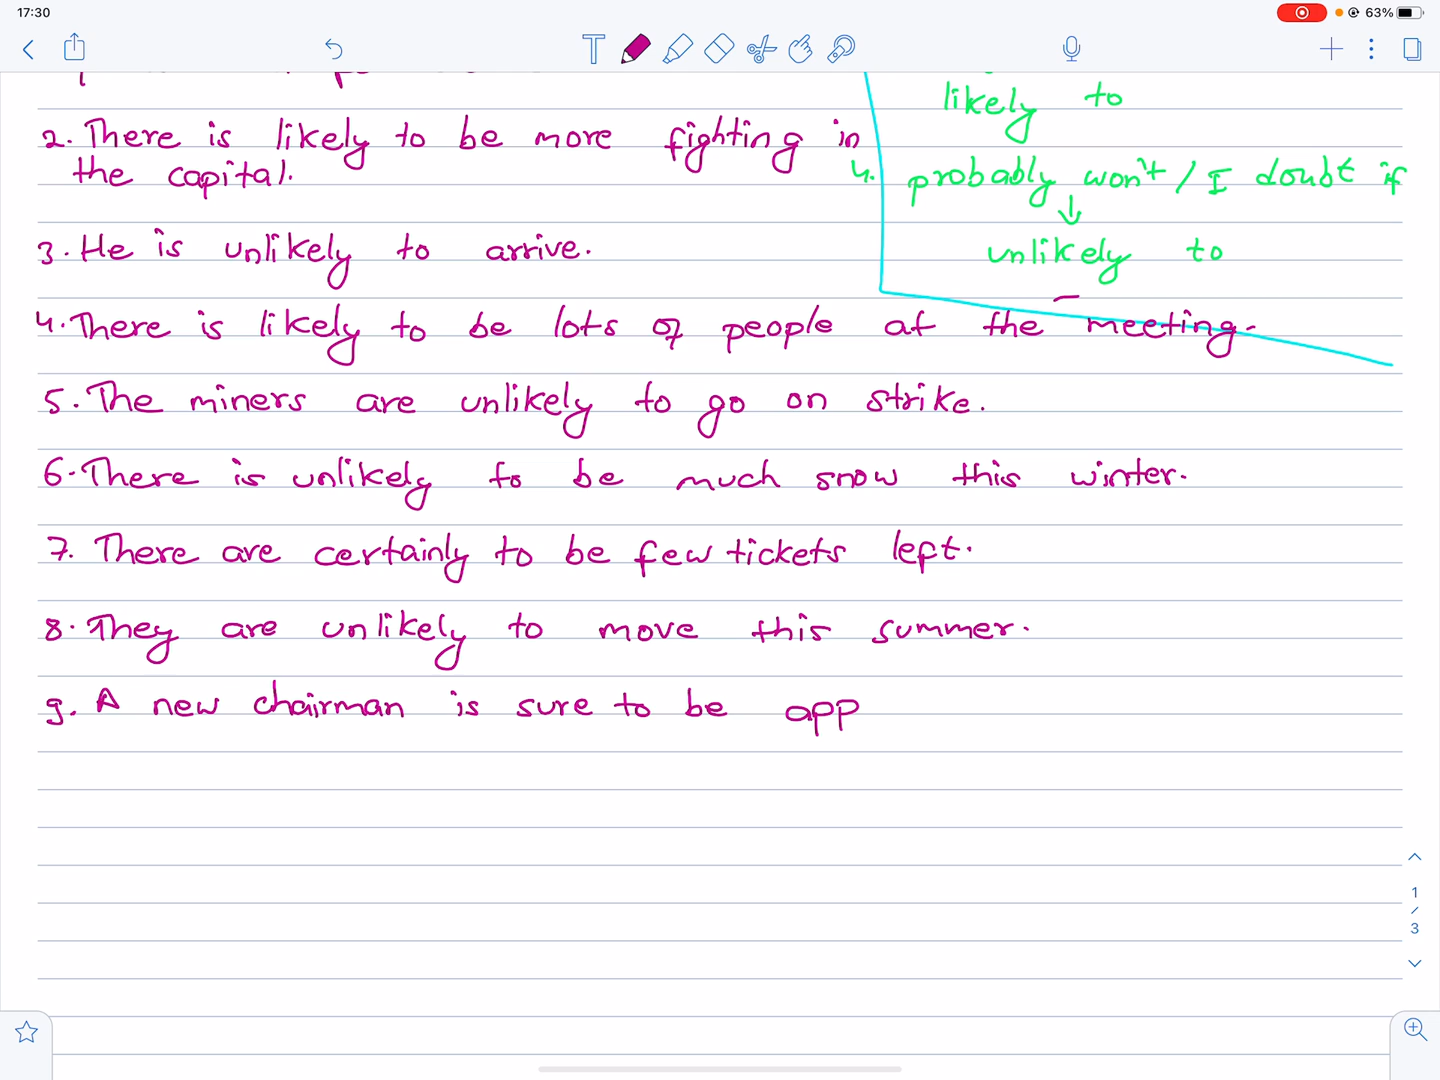 17:30
63%
likely to
2. There is likely to be more fighting in
the capital.
4. probably won't / I doubt if
↓
unlikely to
3. He is unlikely to arrive.
4. There is likely to be lots of people at the meeting.
5. The miners are unlikely to go on strike.
6. There is unlikely to be much snow this winter.
7. There are certainly to be few tickets left.
8. They are unlikely to move this summer.
9. A new chairman is sure to be app
1
/
3